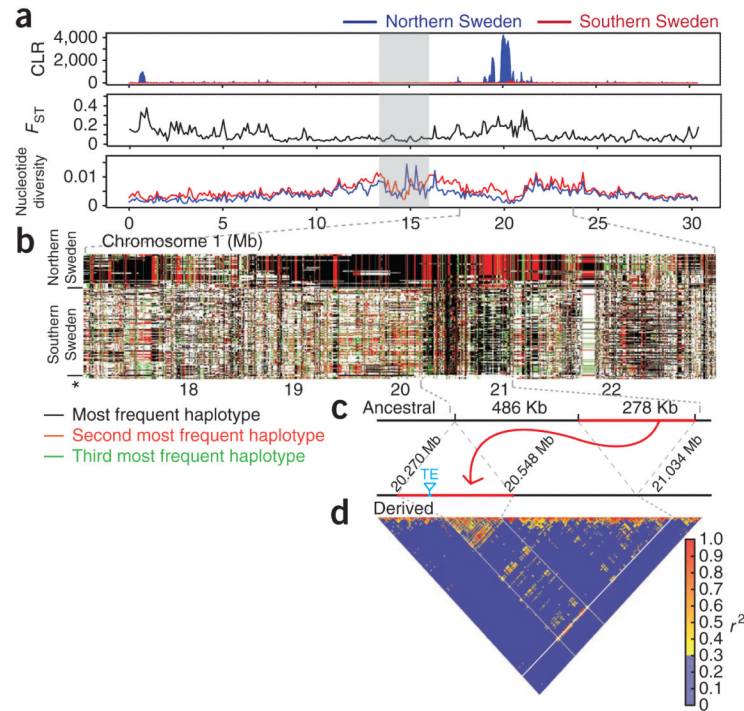 a
Northern Sweden
Southern Sweden
CLR
4,000
2,000
0
FST
0.4
0.2
0
Nucleotide
diversity
0.01
0
0 5 10 15 20 25 30
b
Chromosome 1 (Mb)
Northern
Sweden
Southern
Sweden
* 18 19 20 21 22
Most frequent haplotype
Second most frequent haplotype
Third most frequent haplotype
c
Ancestral 486 Kb 278 Kb
20.270 Mb
20.548 Mb
21.034 Mb
TE
Derived
d
1.0
0.9
0.8
0.7
0.6
0.5
0.4
0.3
0.2
0.1
0
r²